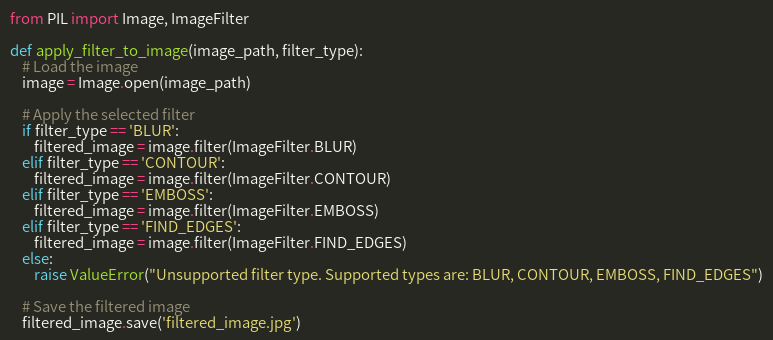 from PIL import Image, ImageFilter
def apply_filter_to_image(image_path, filter_type):
# Load the image
image = Image.open(image_path)
# Apply the selected filter
if filter_type == 'BLUR':
filtered_image = image.filter(ImageFilter.BLUR)
elif filter_type == 'CONTOUR':
filtered_image = image.filter(ImageFilter.CONTOUR)
elif filter_type == 'EMBOSS':
filtered_image = image.filter(ImageFilter.EMBOSS)
elif filter_type == 'FIND_EDGES':
filtered_image = image.filter(ImageFilter.FIND_EDGES)
else:
raise ValueError("Unsupported filter type. Supported types are: BLUR, CONTOUR, EMBOSS, FIND_EDGES")
# Save the filtered image
filtered_image.save('filtered_image.jpg')